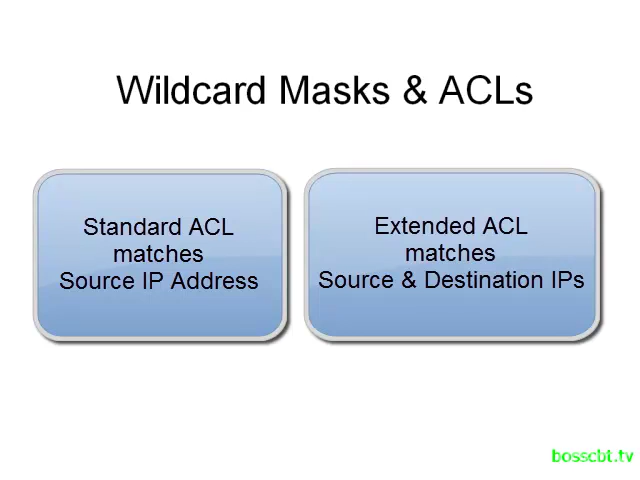 Wildcard Masks & ACLs
Standard ACL
matches
Source IP Address
Extended ACL
matches
Source & Destination IPs
bosscbt.tv